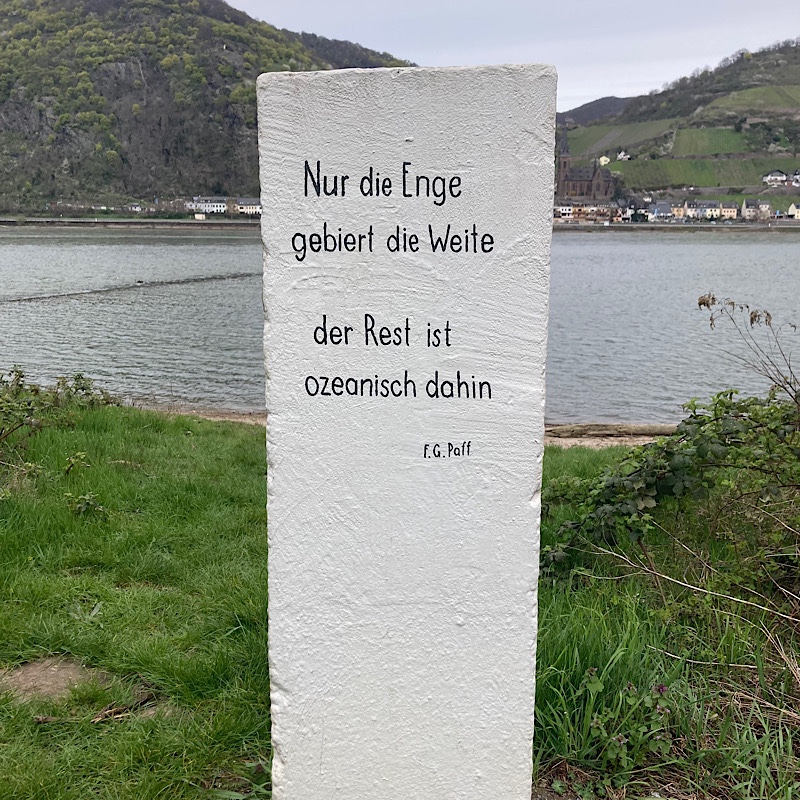 Nur die Enge
gebiert die Weite
der Rest ist
ozeanisch dahin
F.G.Paff